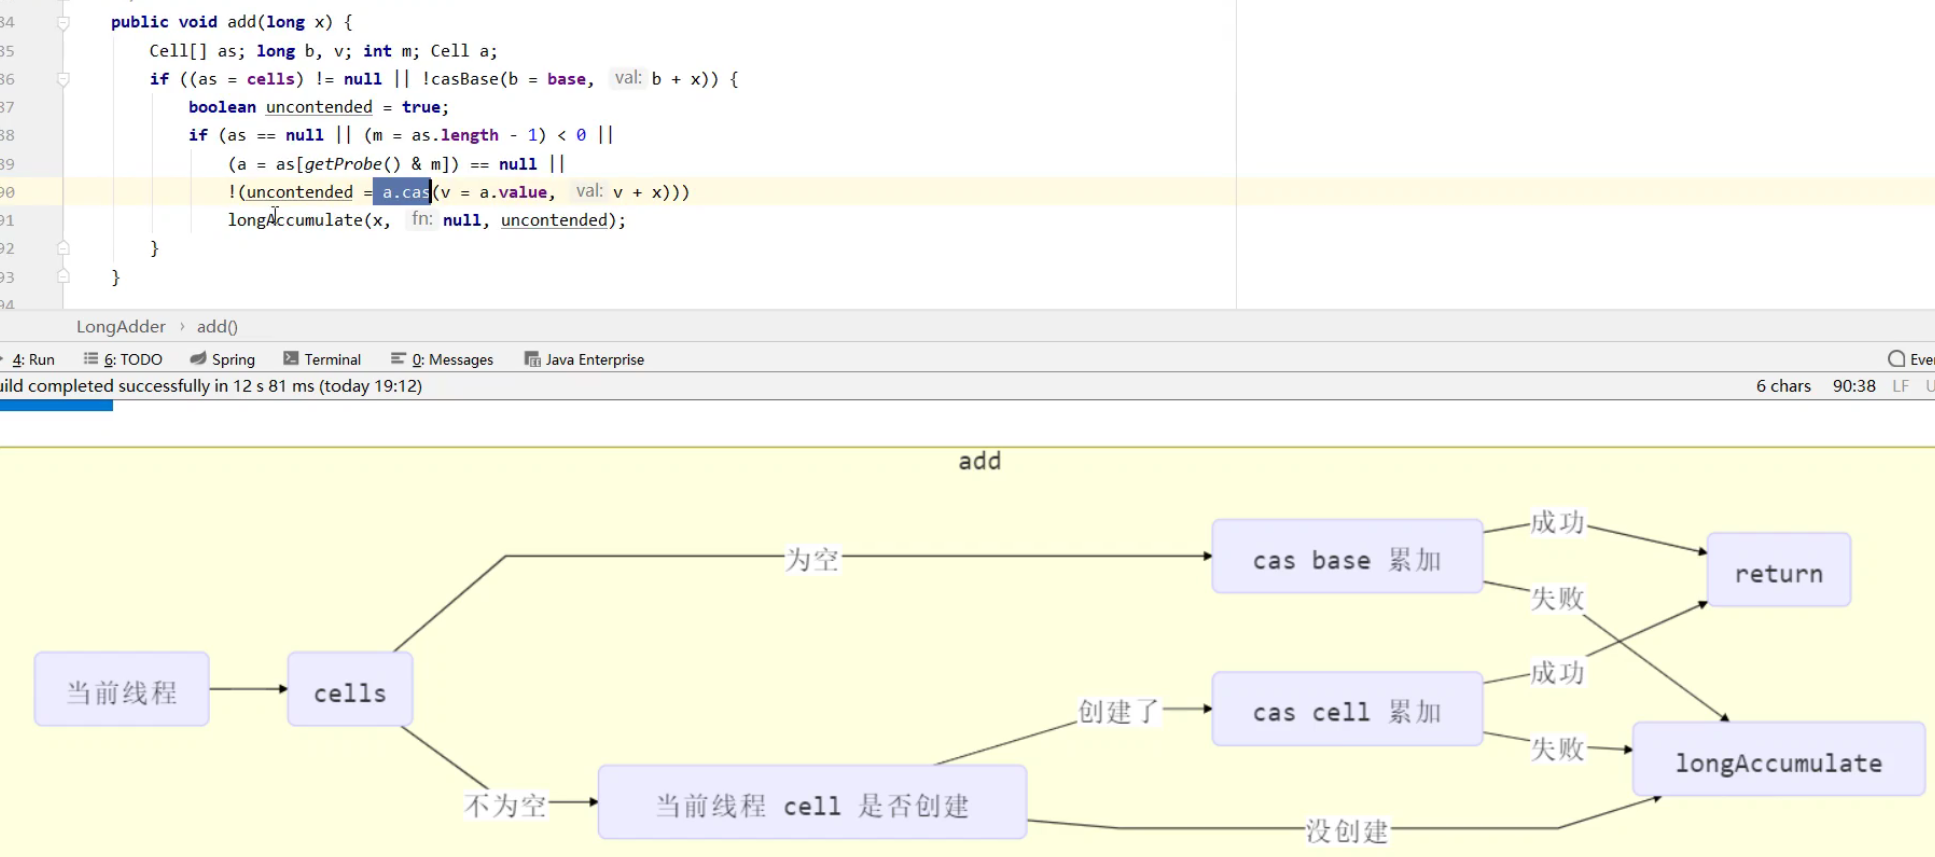 34 public void add(long x) {
35 Cell[] as; long b, v; int m; Cell a;
36 if ((as = cells) != null || !casBase(b = base, val: b + x)) {
37 boolean uncontended = true;
38 if (as == null || (m = as.length - 1) < 0 ||
39 (a = as[getProbe() & m]) == null ||
90 !(uncontended = a.cas(v = a.value, val: v + x)))
91 longAccumulate(x, fn: null, uncontended);
92 }
93 }
94
LongAdder › add()
4: Run 6: TODO Spring Terminal 0: Messages Java Enterprise Eve
uild completed successfully in 12 s 81 ms (today 19:12) 6 chars 90:38 LF U
add
成功
为空
cas base 累加
return
失败
当前线程
cells
成功
创建了
cas cell 累加
失败
longAccumulate
不为空
当前线程 cell 是否创建
没创建